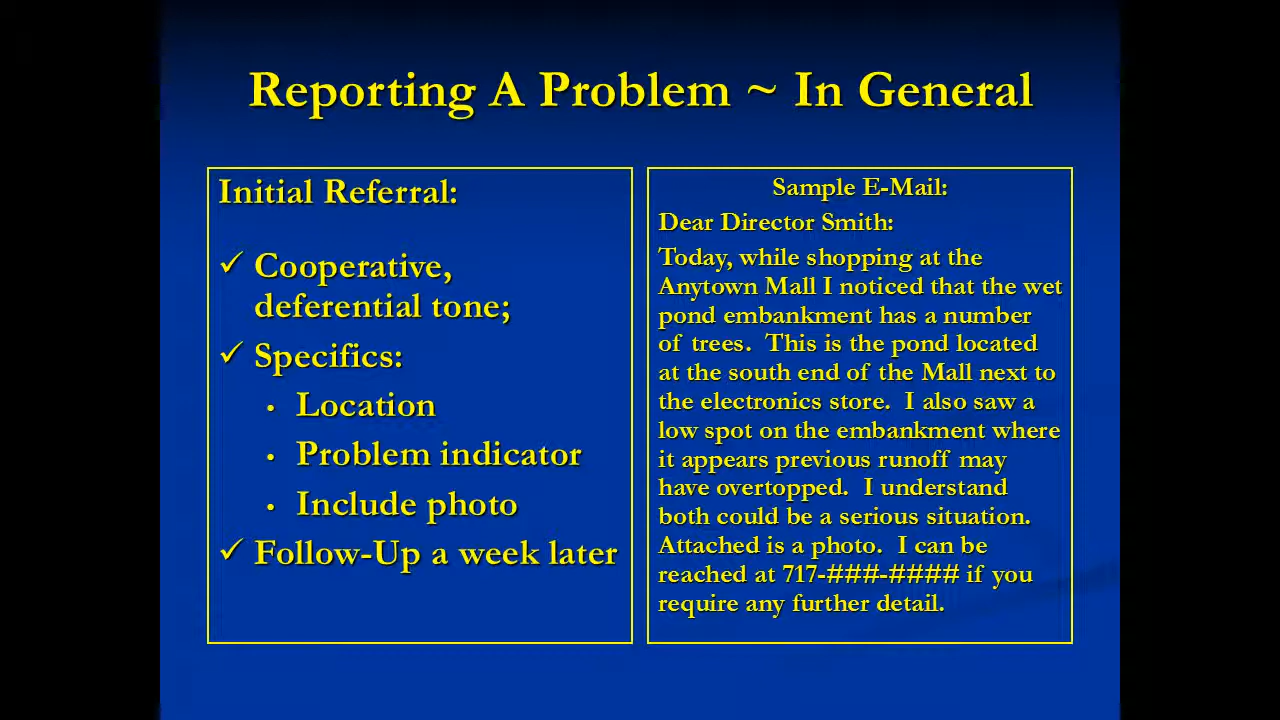 Reporting A Problem ~ In General
Initial Referral:
✓ Cooperative,
deferential tone;
✓ Specifics:
• Location
• Problem indicator
• Include photo
✓ Follow-Up a week later
Sample E-Mail:
Dear Director Smith:
Today, while shopping at the
Anytown Mall I noticed that the wet
pond embankment has a number
of trees.  This is the pond located
at the south end of the Mall next to
the electronics store.  I also saw a
low spot on the embankment where
it appears previous runoff may
have overtopped.  I understand
both could be a serious situation.
Attached is a photo.  I can be
reached at 717-###-#### if you
require any further detail.